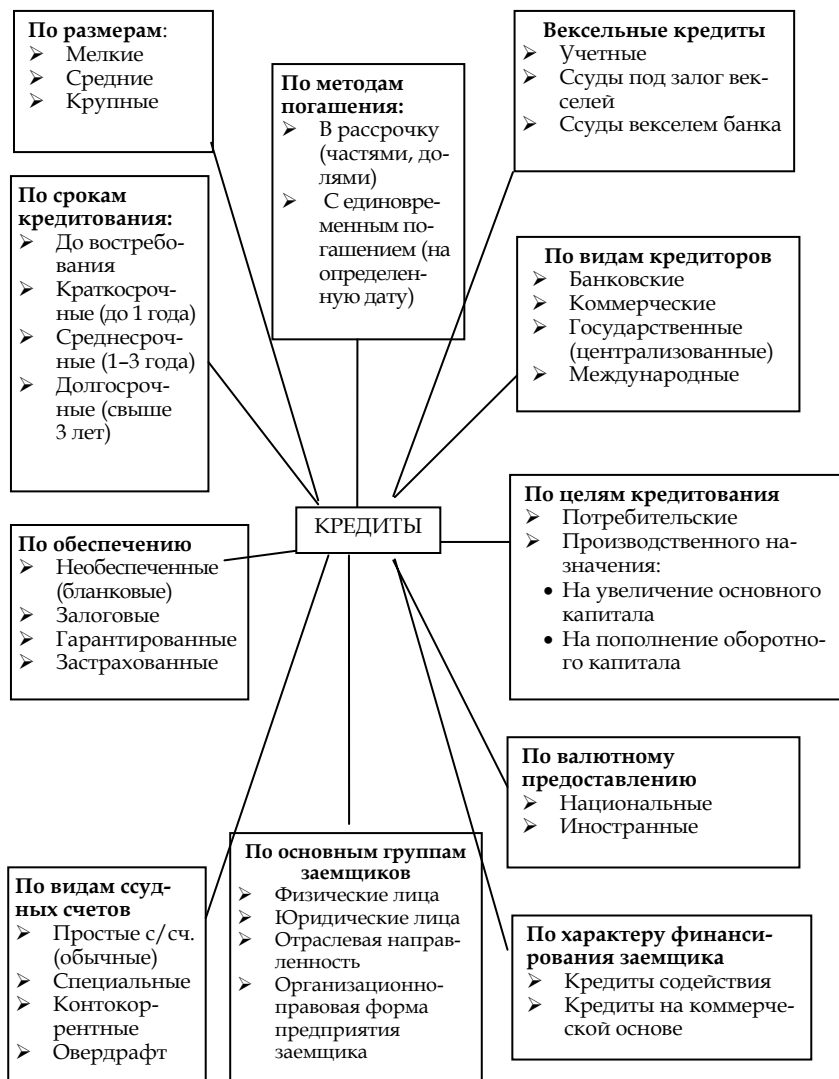 По размерам:
➢ Мелкие
➢ Средние
➢ Крупные
По методам
погашения:
➢ В рассрочку
(частями, до-
лями)
➢ С единовре-
менным по-
гашением (на
определен-
ную дату)
Вексельные кредиты
➢ Учетные
➢ Ссуды под залог век-
селей
➢ Ссуды векселем банка
По срокам
кредитования:
➢ До востребо-
вания
➢ Краткосроч-
ные (до 1 года)
➢ Среднесроч-
ные (1–3 года)
➢ Долгосроч-
ные (свыше
3 лет)
По видам кредиторов
➢ Банковские
➢ Коммерческие
➢ Государственные
(централизованные)
➢ Международные
КРЕДИТЫ
По обеспечению
➢ Необеспеченные
(бланковые)
➢ Залоговые
➢ Гарантированные
➢ Застрахованные
По целям кредитования
➢ Потребительские
➢ Производственного на-
значения:
• На увеличение основного
капитала
• На пополнение оборотно-
го капитала
По валютному
предоставлению
➢ Национальные
➢ Иностранные
По видам ссуд-
ных счетов
➢ Простые с/сч.
(обычные)
➢ Специальные
➢ Контокор-
рентные
➢ Овердрафт
По основным группам
заемщиков
➢ Физические лица
➢ Юридические лица
➢ Отраслевая направ-
ленность
➢ Организационно-
правовая форма
предприятия
заемщика
По характеру финанси-
рования заемщика
➢ Кредиты содействия
➢ Кредиты на коммерче-
ской основе